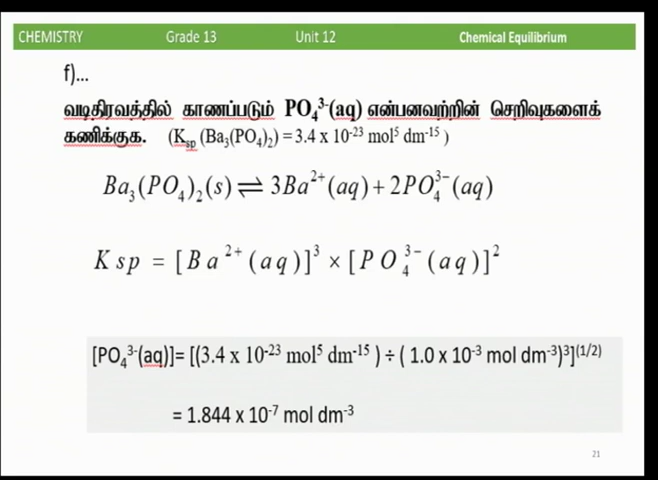 CHEMISTRY Grade 13 Unit 12 Chemical Equilibrium
f)...
வடிதிரவத்தில் காணப்படும் PO₄³⁻(aq) என்பனவற்றின் செறிவுகளைக்
கணிக்குக. (Kₛₚ (Ba₃(PO₄)₂) = 3.4 x 10⁻²³ mol⁵ dm⁻¹⁵ )
Ba₃(PO₄)₂(s) ⇌ 3Ba²⁺(aq) + 2PO₄³⁻(aq)
Ksp = [Ba²⁺(aq)]³ × [PO₄³⁻(aq)]²
[PO₄³⁻(aq)]= [(3.4 x 10⁻²³ mol⁵ dm⁻¹⁵ ) ÷ ( 1.0 x 10⁻³ mol dm⁻³)³]⁽¹/²⁾
= 1.844 x 10⁻⁷ mol dm⁻³
21